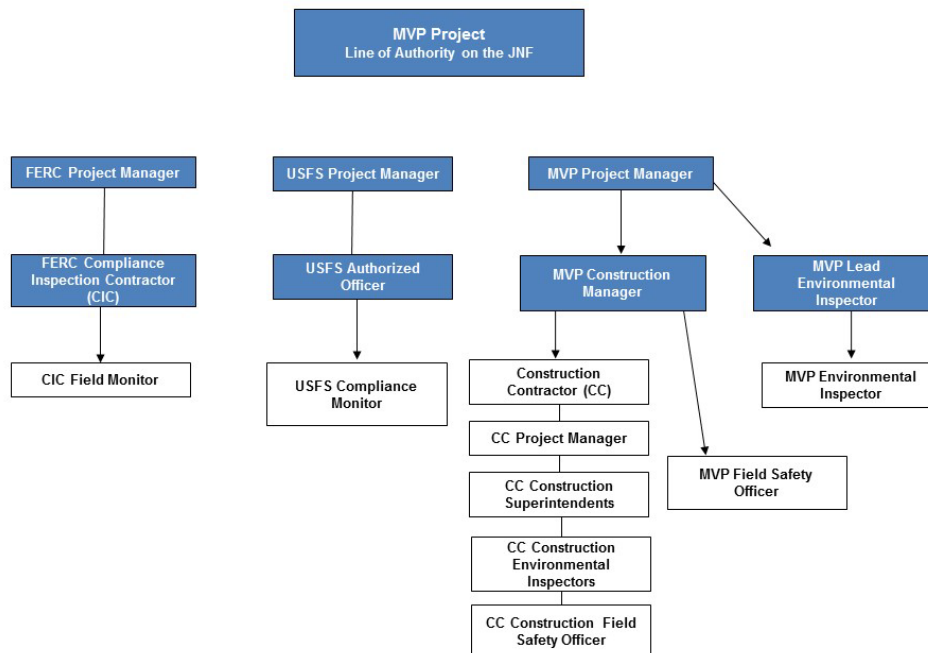 MVP Project
Line of Authority on the JNF
FERC Project Manager
USFS Project Manager
MVP Project Manager
FERC Compliance
Inspection Contractor
(CIC)
USFS Authorized
Officer
MVP Construction
Manager
MVP Lead
Environmental
Inspector
CIC Field Monitor
USFS Compliance
Monitor
Construction
Contractor (CC)
MVP Environmental
Inspector
CC Project Manager
MVP Field Safety
Officer
CC Construction
Superintendents
CC Construction
Environmental
Inspectors
CC Construction Field
Safety Officer